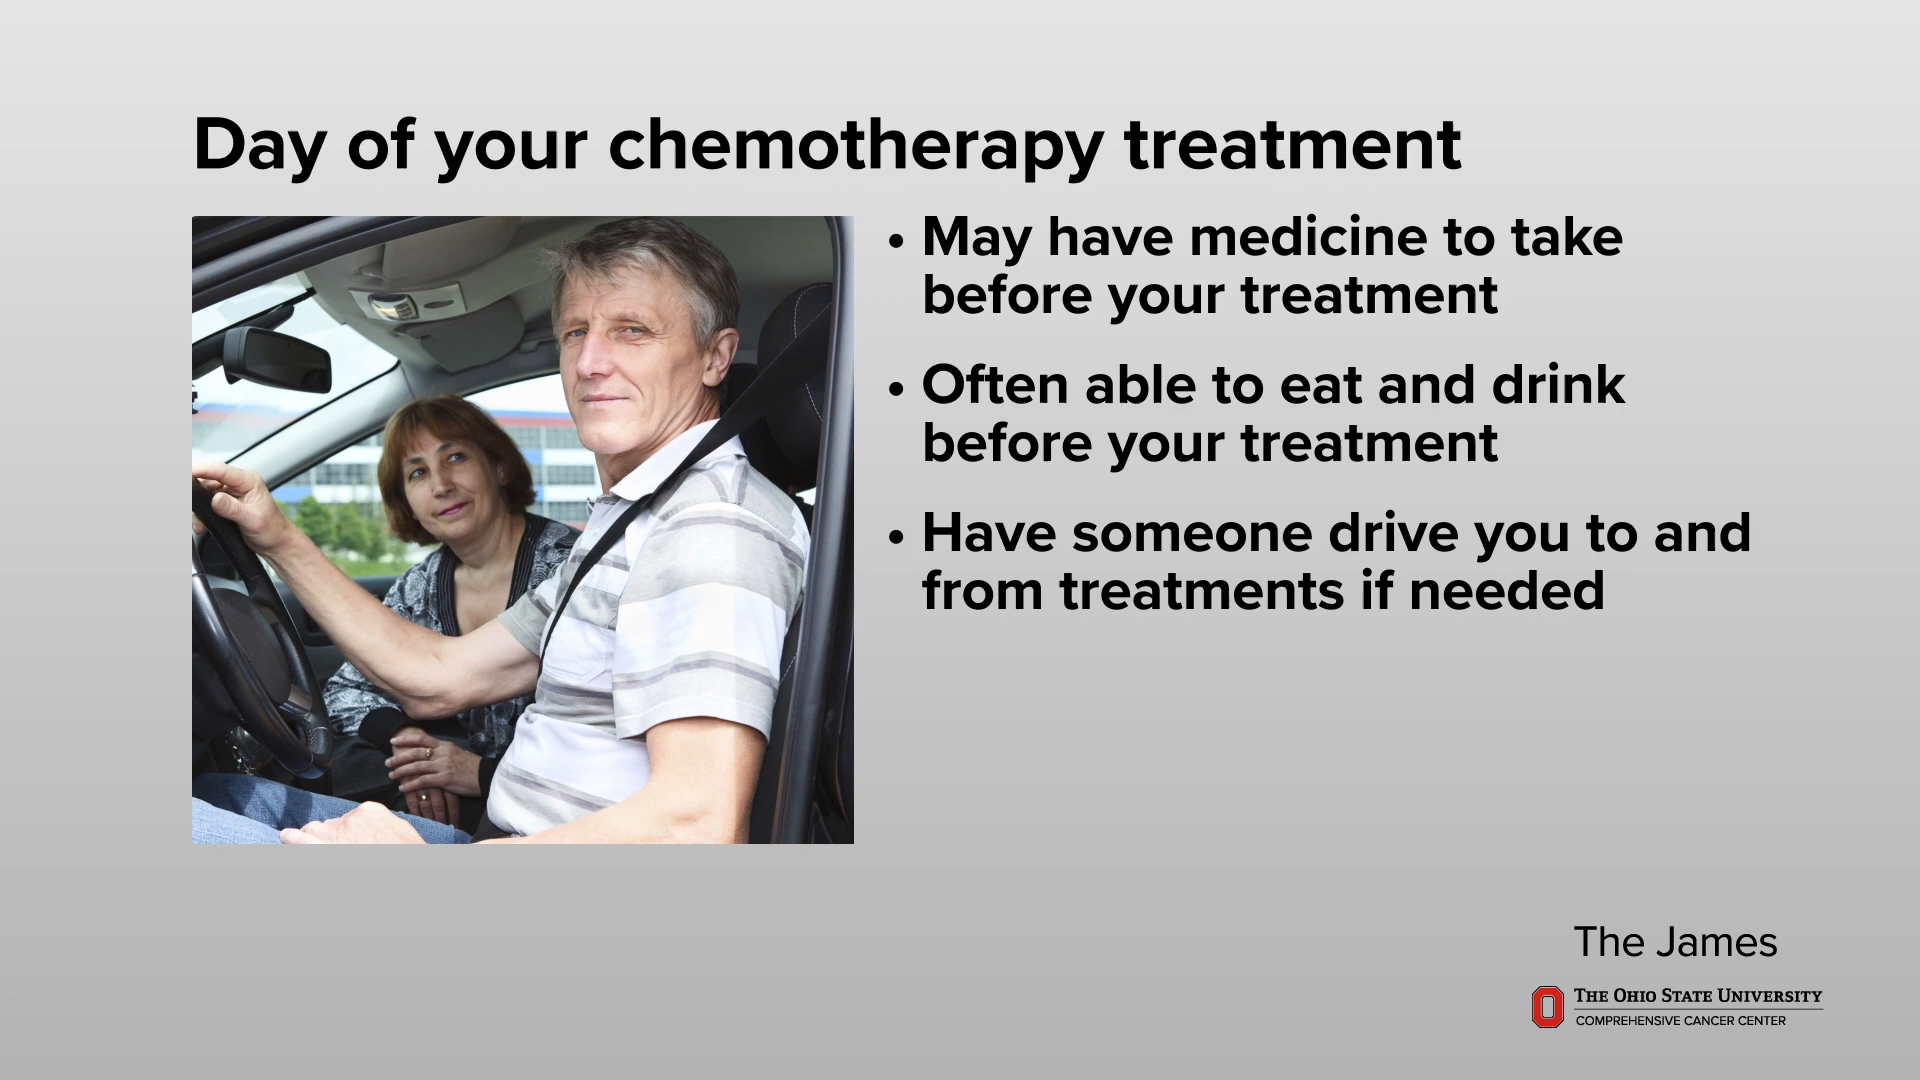 Day of your chemotherapy treatment
• May have medicine to take
before your treatment
• Often able to eat and drink
before your treatment
• Have someone drive you to and
from treatments if needed
The James
THE OHIO STATE UNIVERSITY
COMPREHENSIVE CANCER CENTER